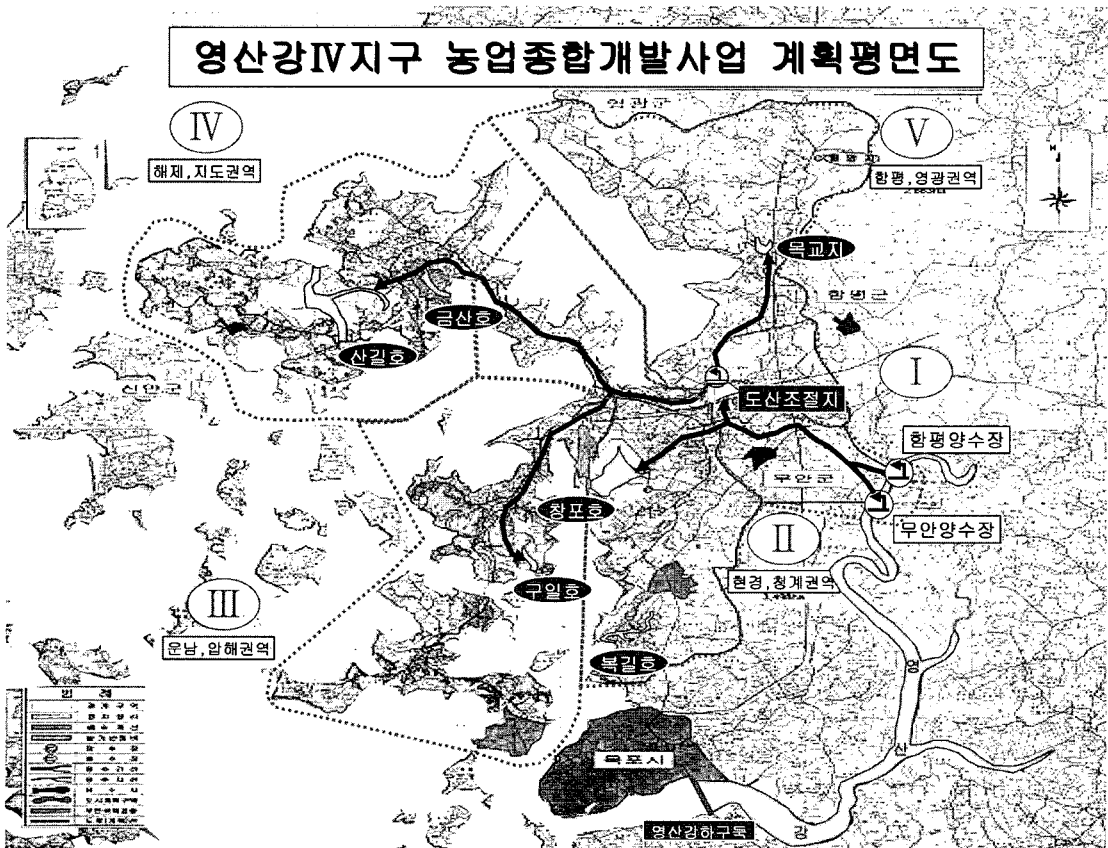 영산강Ⅳ지구 농업종합개발사업 계획평면도
영광군
Ⅳ
해제,지도권역
Ⅴ
함평,영광권역
목교지
함평군
금산호
산길호
신안군
도산조절지
Ⅰ
함평양수장
무안군
무안양수장
창포호
Ⅱ
현경,청계권역
구일호
Ⅲ
운남,압해권역
복길호
범 례
영
산
강
목포시
영산강하구둑